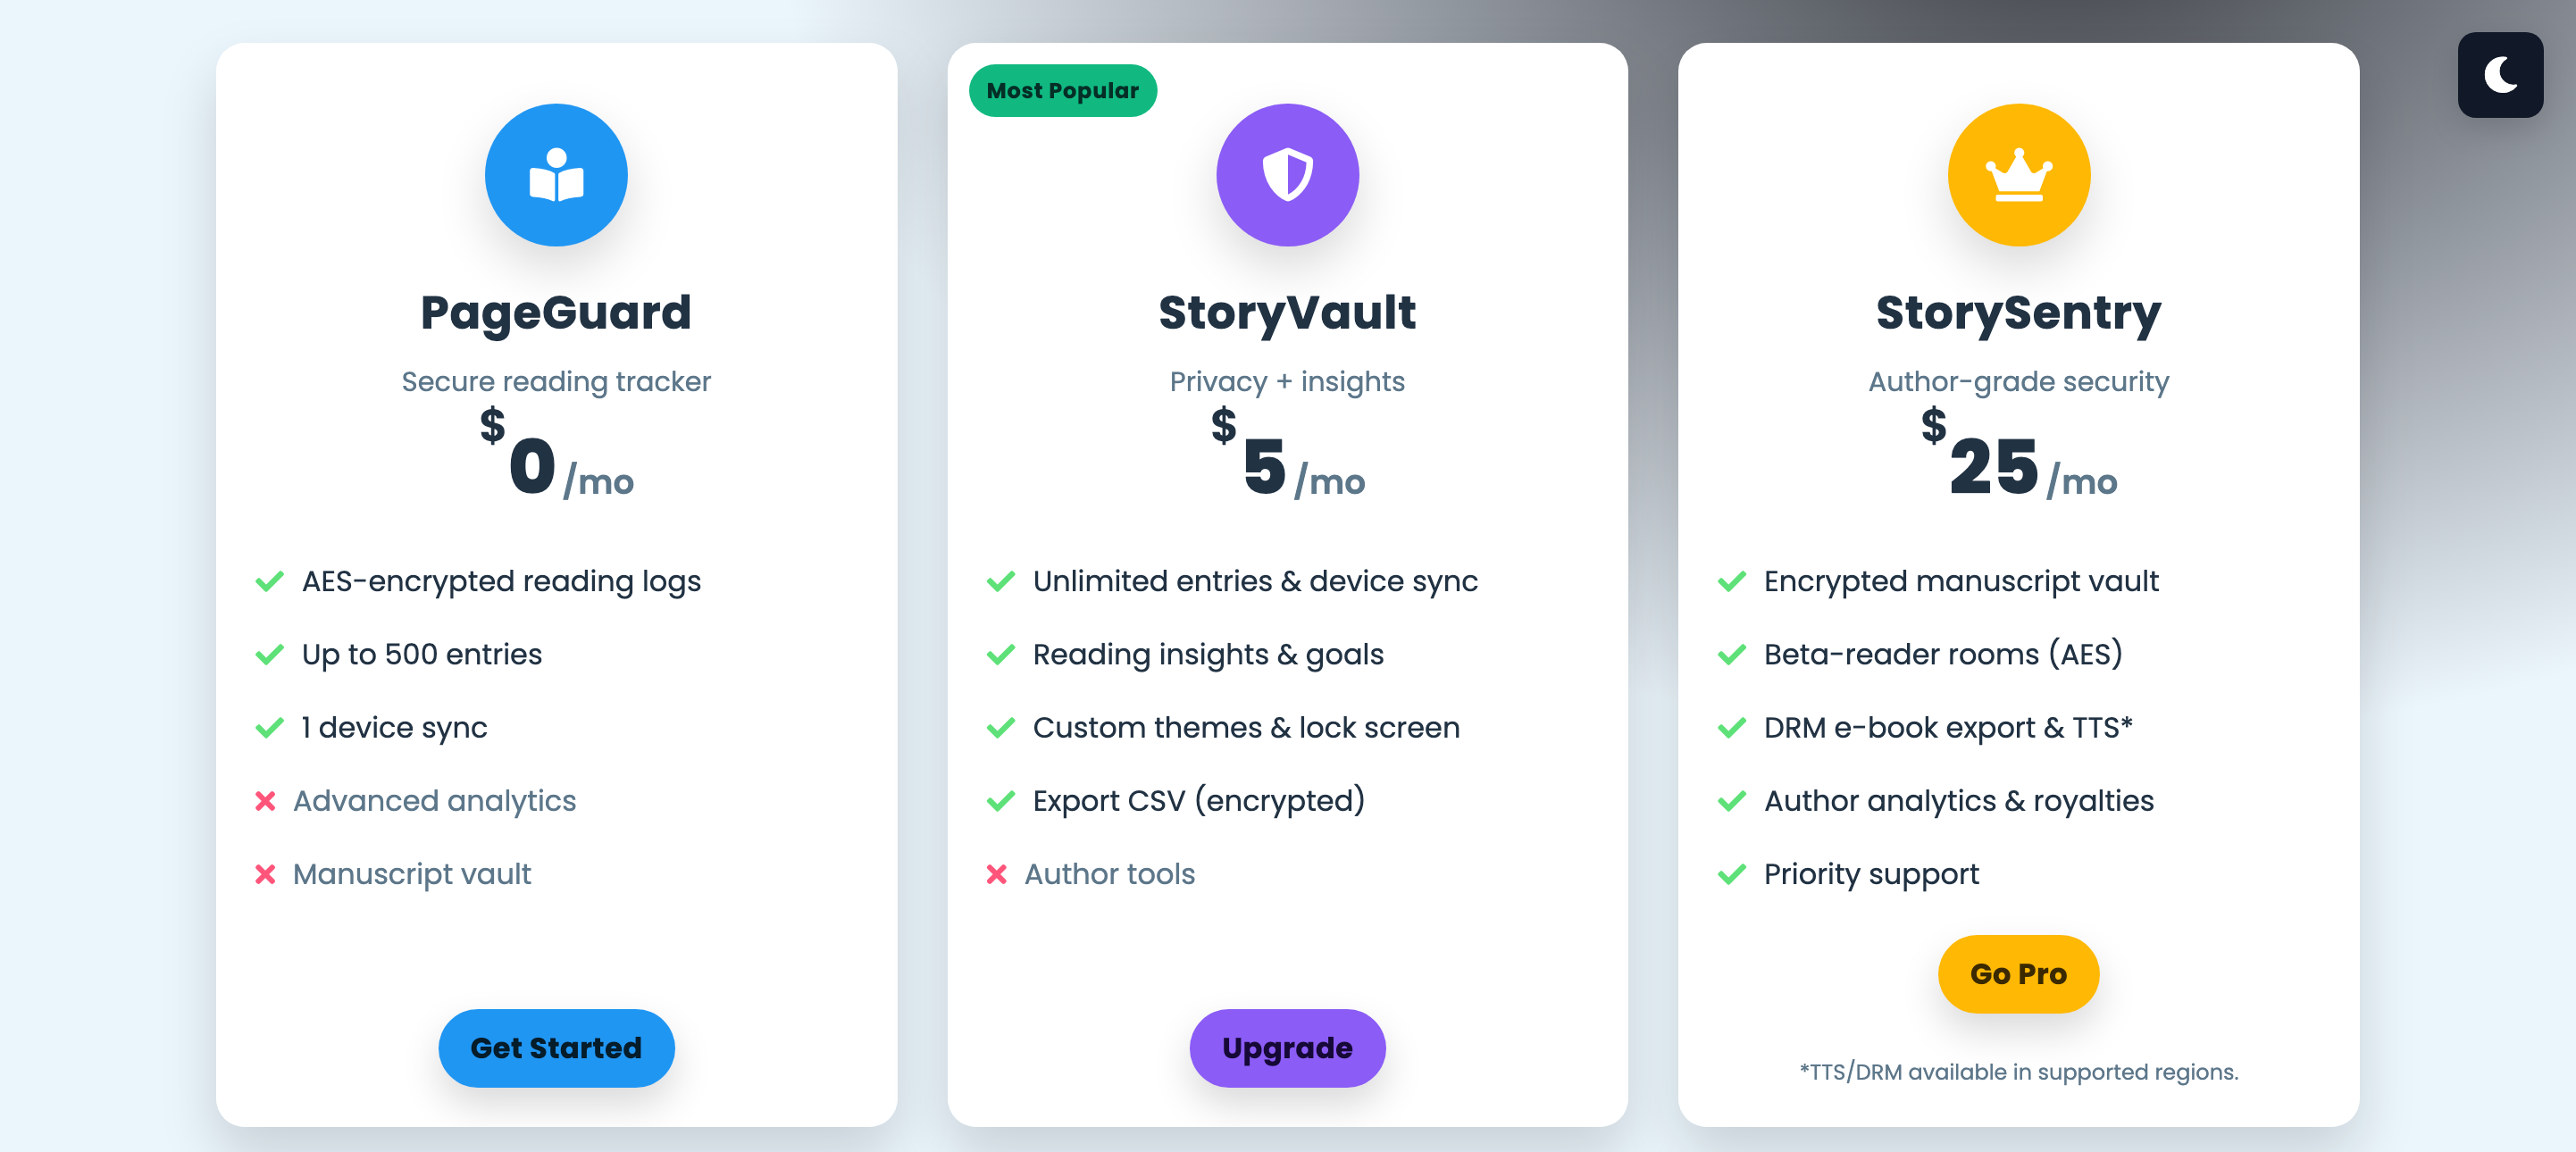 PageGuard
Secure reading tracker
$0/mo
AES-encrypted reading logs
Up to 500 entries
1 device sync
Advanced analytics
Manuscript vault
Get Started
Most Popular
StoryVault
Privacy + insights
$5/mo
Unlimited entries & device sync
Reading insights & goals
Custom themes & lock screen
Export CSV (encrypted)
Author tools
Upgrade
StorySentry
Author-grade security
$25/mo
Encrypted manuscript vault
Beta-reader rooms (AES)
DRM e-book export & TTS*
Author analytics & royalties
Priority support
Go Pro
*TTS/DRM available in supported regions.